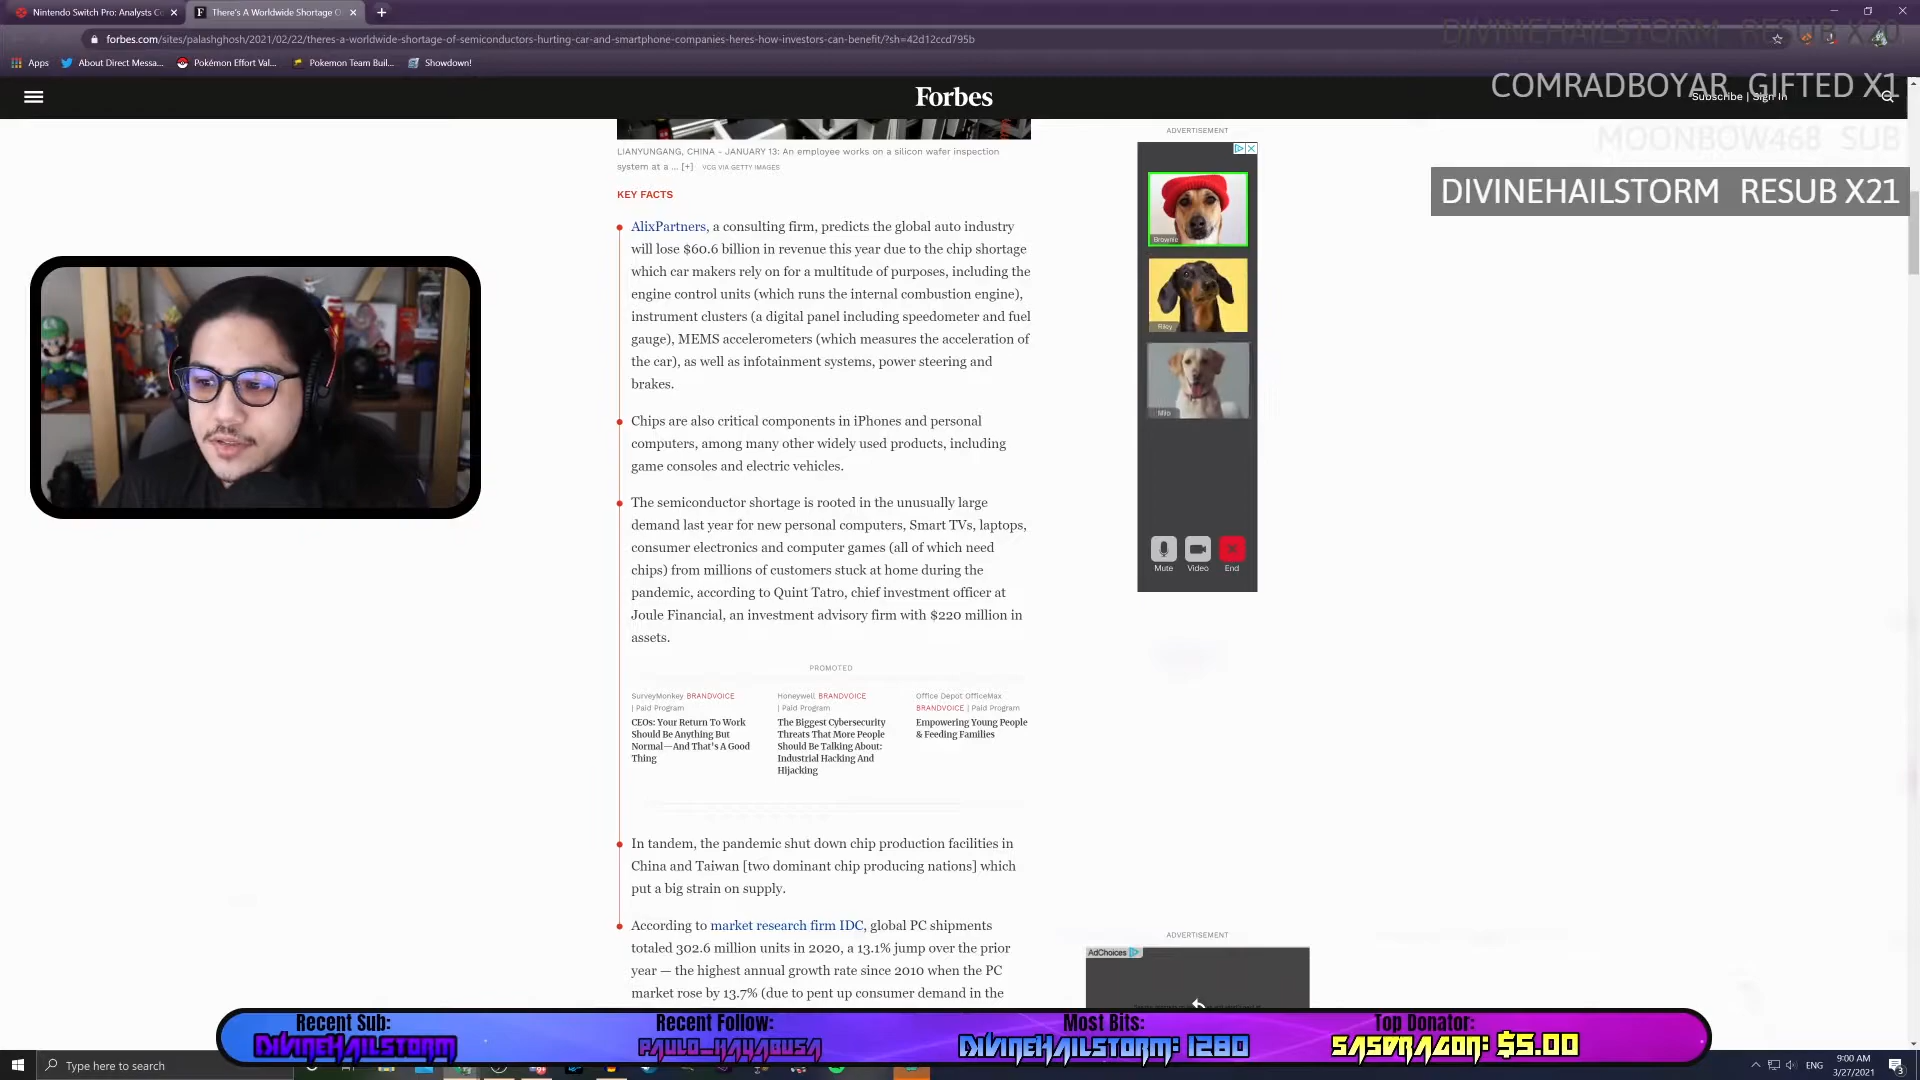 Nintendo Switch Pro: Analysts Co
There's A Worldwide Shortage O
forbes.com/sites/palashghosh/2021/02/22/theres-a-worldwide-shortage-of-semiconductors-hurting-car-and-smartphone-companies-heres-how-investors-can-benefit/?sh=42d12ccd795b
Apps
About Direct Messa...
Pokémon Effort Val...
Pokemon Team Buil...
Showdown!
DIVINEHAILSTORM RESUB X20
COMRADBOYAR GIFTED X1
MOONBOW468 SUB
DIVINEHAILSTORM RESUB X21
Forbes
Subscribe | Sign In
LIANYUNGANG, CHINA - JANUARY 13: An employee works on a silicon wafer inspection
system at a ... [+] VCG VIA GETTY IMAGES
KEY FACTS
AlixPartners, a consulting firm, predicts the global auto industry
will lose $60.6 billion in revenue this year due to the chip shortage
which car makers rely on for a multitude of purposes, including the
engine control units (which runs the internal combustion engine),
instrument clusters (a digital panel including speedometer and fuel
gauge), MEMS accelerometers (which measures the acceleration of
the car), as well as infotainment systems, power steering and
brakes.
Chips are also critical components in iPhones and personal
computers, among many other widely used products, including
game consoles and electric vehicles.
The semiconductor shortage is rooted in the unusually large
demand last year for new personal computers, Smart TVs, laptops,
consumer electronics and computer games (all of which need
chips) from millions of customers stuck at home during the
pandemic, according to Quint Tatro, chief investment officer at
Joule Financial, an investment advisory firm with $220 million in
assets.
PROMOTED
SurveyMonkey BRANDVOICE
| Paid Program
CEOs: Your Return To Work
Should Be Anything But
Normal—And That's A Good
Thing
Honeywell BRANDVOICE
| Paid Program
The Biggest Cybersecurity
Threats That More People
Should Be Talking About:
Industrial Hacking And
Hijacking
Office Depot OfficeMax
BRANDVOICE | Paid Program
Empowering Young People
& Feeding Families
In tandem, the pandemic shut down chip production facilities in
China and Taiwan [two dominant chip producing nations] which
put a big strain on supply.
According to market research firm IDC, global PC shipments
totaled 302.6 million units in 2020, a 13.1% jump over the prior
year — the highest annual growth rate since 2010 when the PC
market rose by 13.7% (due to pent up consumer demand in the
ADVERTISEMENT
Brownie
Riley
Milo
Mute
Video
End
ADVERTISEMENT
AdChoices
Recent Sub:
DIVINEHAILSTORM
Recent Follow:
PAULO_HAYABUSA
Most Bits:
DIVINEHAILSTORM: 1280
Top Donator:
SASDRAGON: $5.00
Type here to search
ENG
9:00 AM
3/27/2021
3